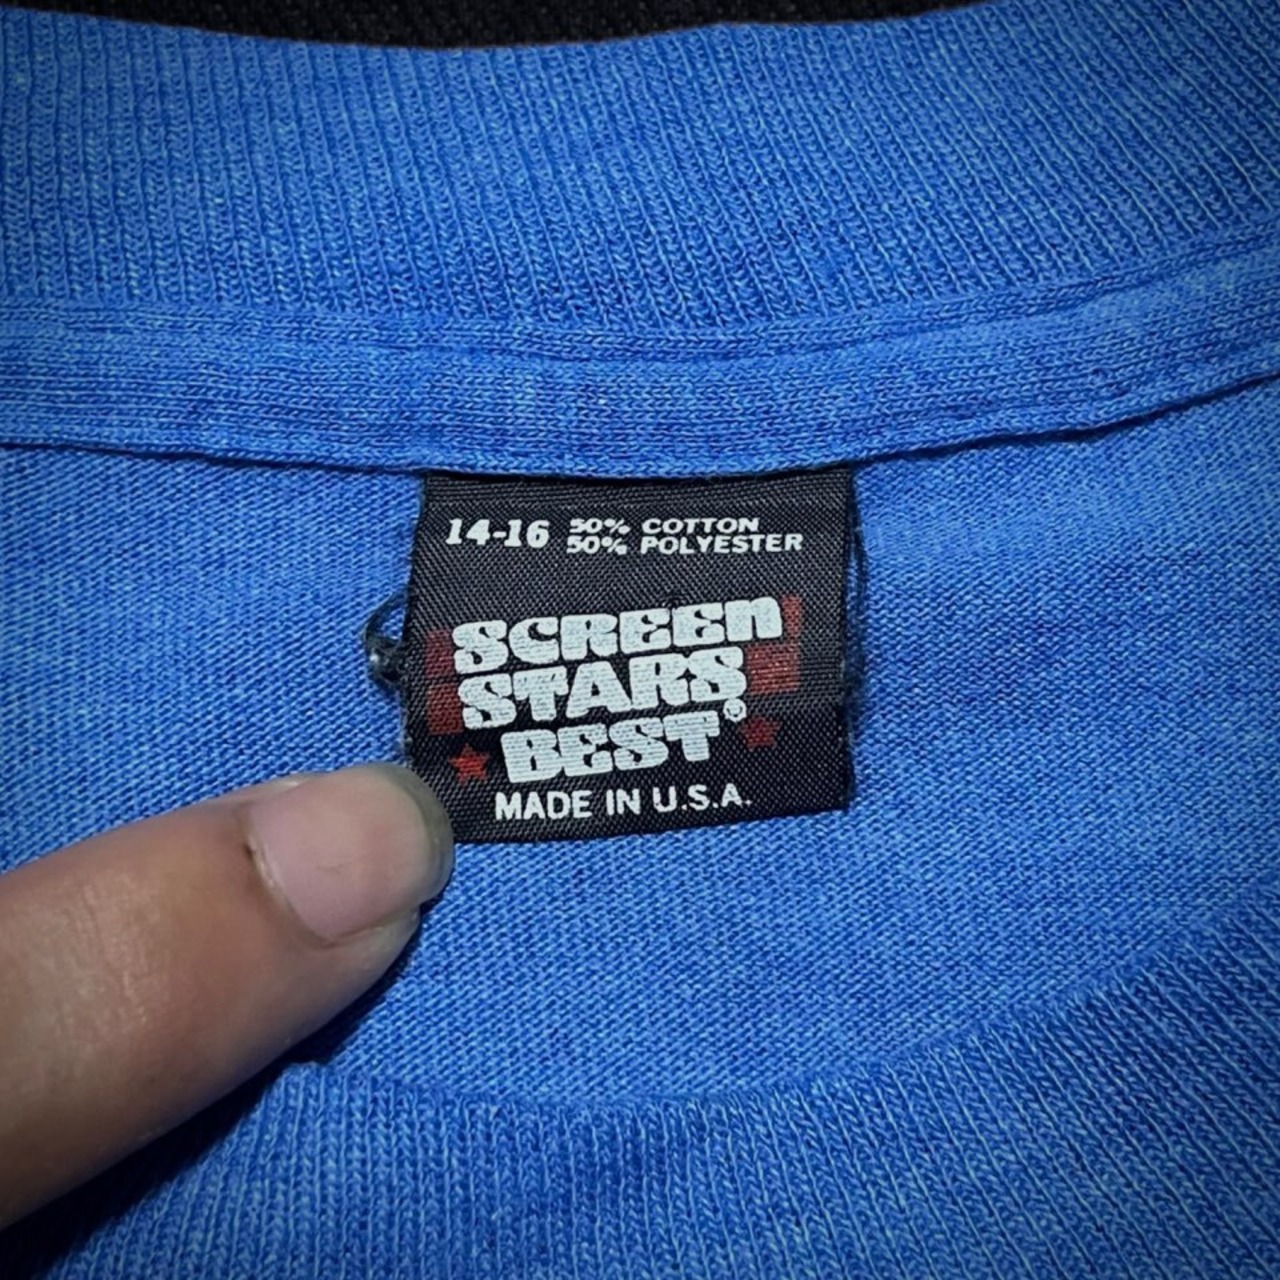 14-16 50% COTTON
50% POLYESTER
SCREEN
STARS
BEST®
MADE IN U.S.A.